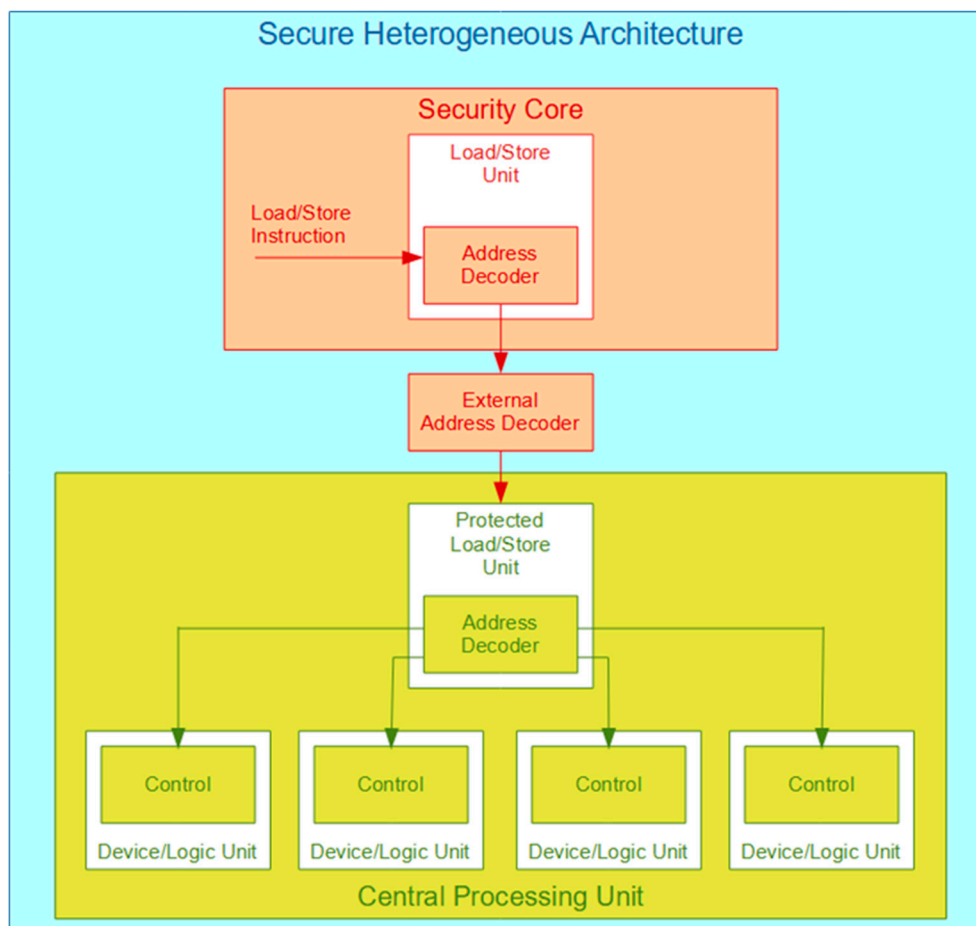 Secure Heterogeneous Architecture
Security Core
Load/Store
Unit
Load/Store
Instruction
Address
Decoder
External
Address Decoder
Protected
Load/Store
Unit
Address
Decoder
Control
Control
Control
Control
Device/Logic Unit
Device/Logic Unit
Device/Logic Unit
Device/Logic Unit
Central Processing Unit